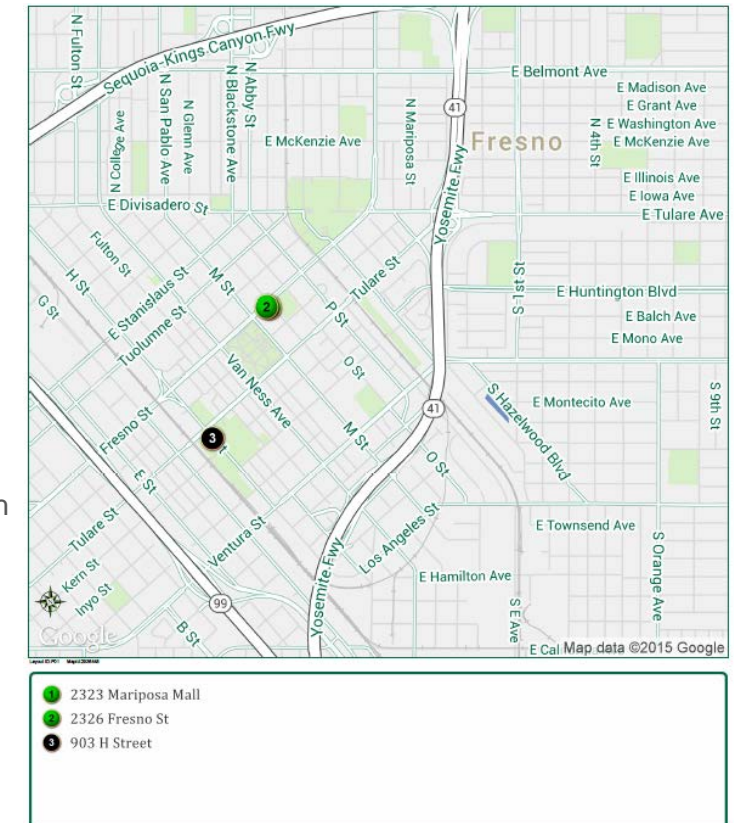 Sequoia-Kings Canyon Fwy
N Fulton St
N College Ave
N San Pablo Ave
N Glenn Ave
N Blackstone Ave
N Abby St
E McKenzie Ave
N Mariposa St
41
E Belmont Ave
Fresno
N 4th St
E Madison Ave
E Grant Ave
E Washington Ave
E McKenzie Ave
E Illinois Ave
E Iowa Ave
E Tulare Ave
E Divisadero St
Yosemite Fwy
Fulton St
H St
G St
E Stanislaus St
Tuolumne St
M St
2
P St
Tulare St
S 1st St
E Huntington Blvd
E Balch Ave
E Mono Ave
Van Ness Ave
O St
Fresno St
3
t
M St
41
O St
S Hazelwood Blvd
E Montecito Ave
S 9th St
E St
n
Tulare St
Kern St
Inyo St
Ventura St
Los Angeles St
E Townsend Ave
S Orange Ave
E Hamilton Ave
S E Ave
Yosemite Fwy
99
B St
Google
E Cal
Map data ©2015 Google
1 2323 Mariposa Mall
2 2326 Fresno St
3 903 H Street